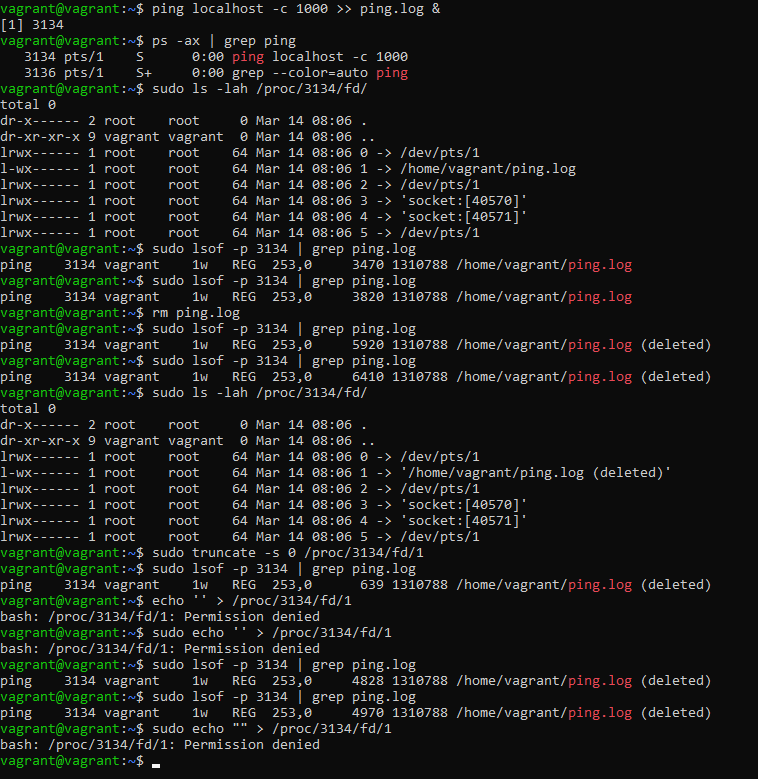 vagrant@vagrant:~$ ping localhost -c 1000 >> ping.log &
[1] 3134
vagrant@vagrant:~$ ps -ax | grep ping
   3134 pts/1    S      0:00 ping localhost -c 1000
   3136 pts/1    S+     0:00 grep --color=auto ping
vagrant@vagrant:~$ sudo ls -lah /proc/3134/fd/
total 0
dr-x------ 2 root    root     0 Mar 14 08:06 .
dr-xr-xr-x 9 vagrant vagrant  0 Mar 14 08:06 ..
lrwx------ 1 root    root    64 Mar 14 08:06 0 -> /dev/pts/1
l-wx------ 1 root    root    64 Mar 14 08:06 1 -> /home/vagrant/ping.log
lrwx------ 1 root    root    64 Mar 14 08:06 2 -> /dev/pts/1
lrwx------ 1 root    root    64 Mar 14 08:06 3 -> 'socket:[40570]'
lrwx------ 1 root    root    64 Mar 14 08:06 4 -> 'socket:[40571]'
lrwx------ 1 root    root    64 Mar 14 08:06 5 -> /dev/pts/1
vagrant@vagrant:~$ sudo lsof -p 3134 | grep ping.log
ping    3134 vagrant    1w   REG  253,0     3470 1310788 /home/vagrant/ping.log
vagrant@vagrant:~$ sudo lsof -p 3134 | grep ping.log
ping    3134 vagrant    1w   REG  253,0     3820 1310788 /home/vagrant/ping.log
vagrant@vagrant:~$ rm ping.log
vagrant@vagrant:~$ sudo lsof -p 3134 | grep ping.log
ping    3134 vagrant    1w   REG  253,0     5920 1310788 /home/vagrant/ping.log (deleted)
vagrant@vagrant:~$ sudo lsof -p 3134 | grep ping.log
ping    3134 vagrant    1w   REG  253,0     6410 1310788 /home/vagrant/ping.log (deleted)
vagrant@vagrant:~$ sudo ls -lah /proc/3134/fd/
total 0
dr-x------ 2 root    root     0 Mar 14 08:06 .
dr-xr-xr-x 9 vagrant vagrant  0 Mar 14 08:06 ..
lrwx------ 1 root    root    64 Mar 14 08:06 0 -> /dev/pts/1
l-wx------ 1 root    root    64 Mar 14 08:06 1 -> '/home/vagrant/ping.log (deleted)'
lrwx------ 1 root    root    64 Mar 14 08:06 2 -> /dev/pts/1
lrwx------ 1 root    root    64 Mar 14 08:06 3 -> 'socket:[40570]'
lrwx------ 1 root    root    64 Mar 14 08:06 4 -> 'socket:[40571]'
lrwx------ 1 root    root    64 Mar 14 08:06 5 -> /dev/pts/1
vagrant@vagrant:~$ sudo truncate -s 0 /proc/3134/fd/1
vagrant@vagrant:~$ sudo lsof -p 3134 | grep ping.log
ping    3134 vagrant    1w   REG  253,0      639 1310788 /home/vagrant/ping.log (deleted)
vagrant@vagrant:~$ echo '' > /proc/3134/fd/1
bash: /proc/3134/fd/1: Permission denied
vagrant@vagrant:~$ sudo echo '' > /proc/3134/fd/1
bash: /proc/3134/fd/1: Permission denied
vagrant@vagrant:~$ sudo lsof -p 3134 | grep ping.log
ping    3134 vagrant    1w   REG  253,0     4828 1310788 /home/vagrant/ping.log (deleted)
vagrant@vagrant:~$ sudo lsof -p 3134 | grep ping.log
ping    3134 vagrant    1w   REG  253,0     4970 1310788 /home/vagrant/ping.log (deleted)
vagrant@vagrant:~$ sudo echo "" > /proc/3134/fd/1
bash: /proc/3134/fd/1: Permission denied
vagrant@vagrant:~$